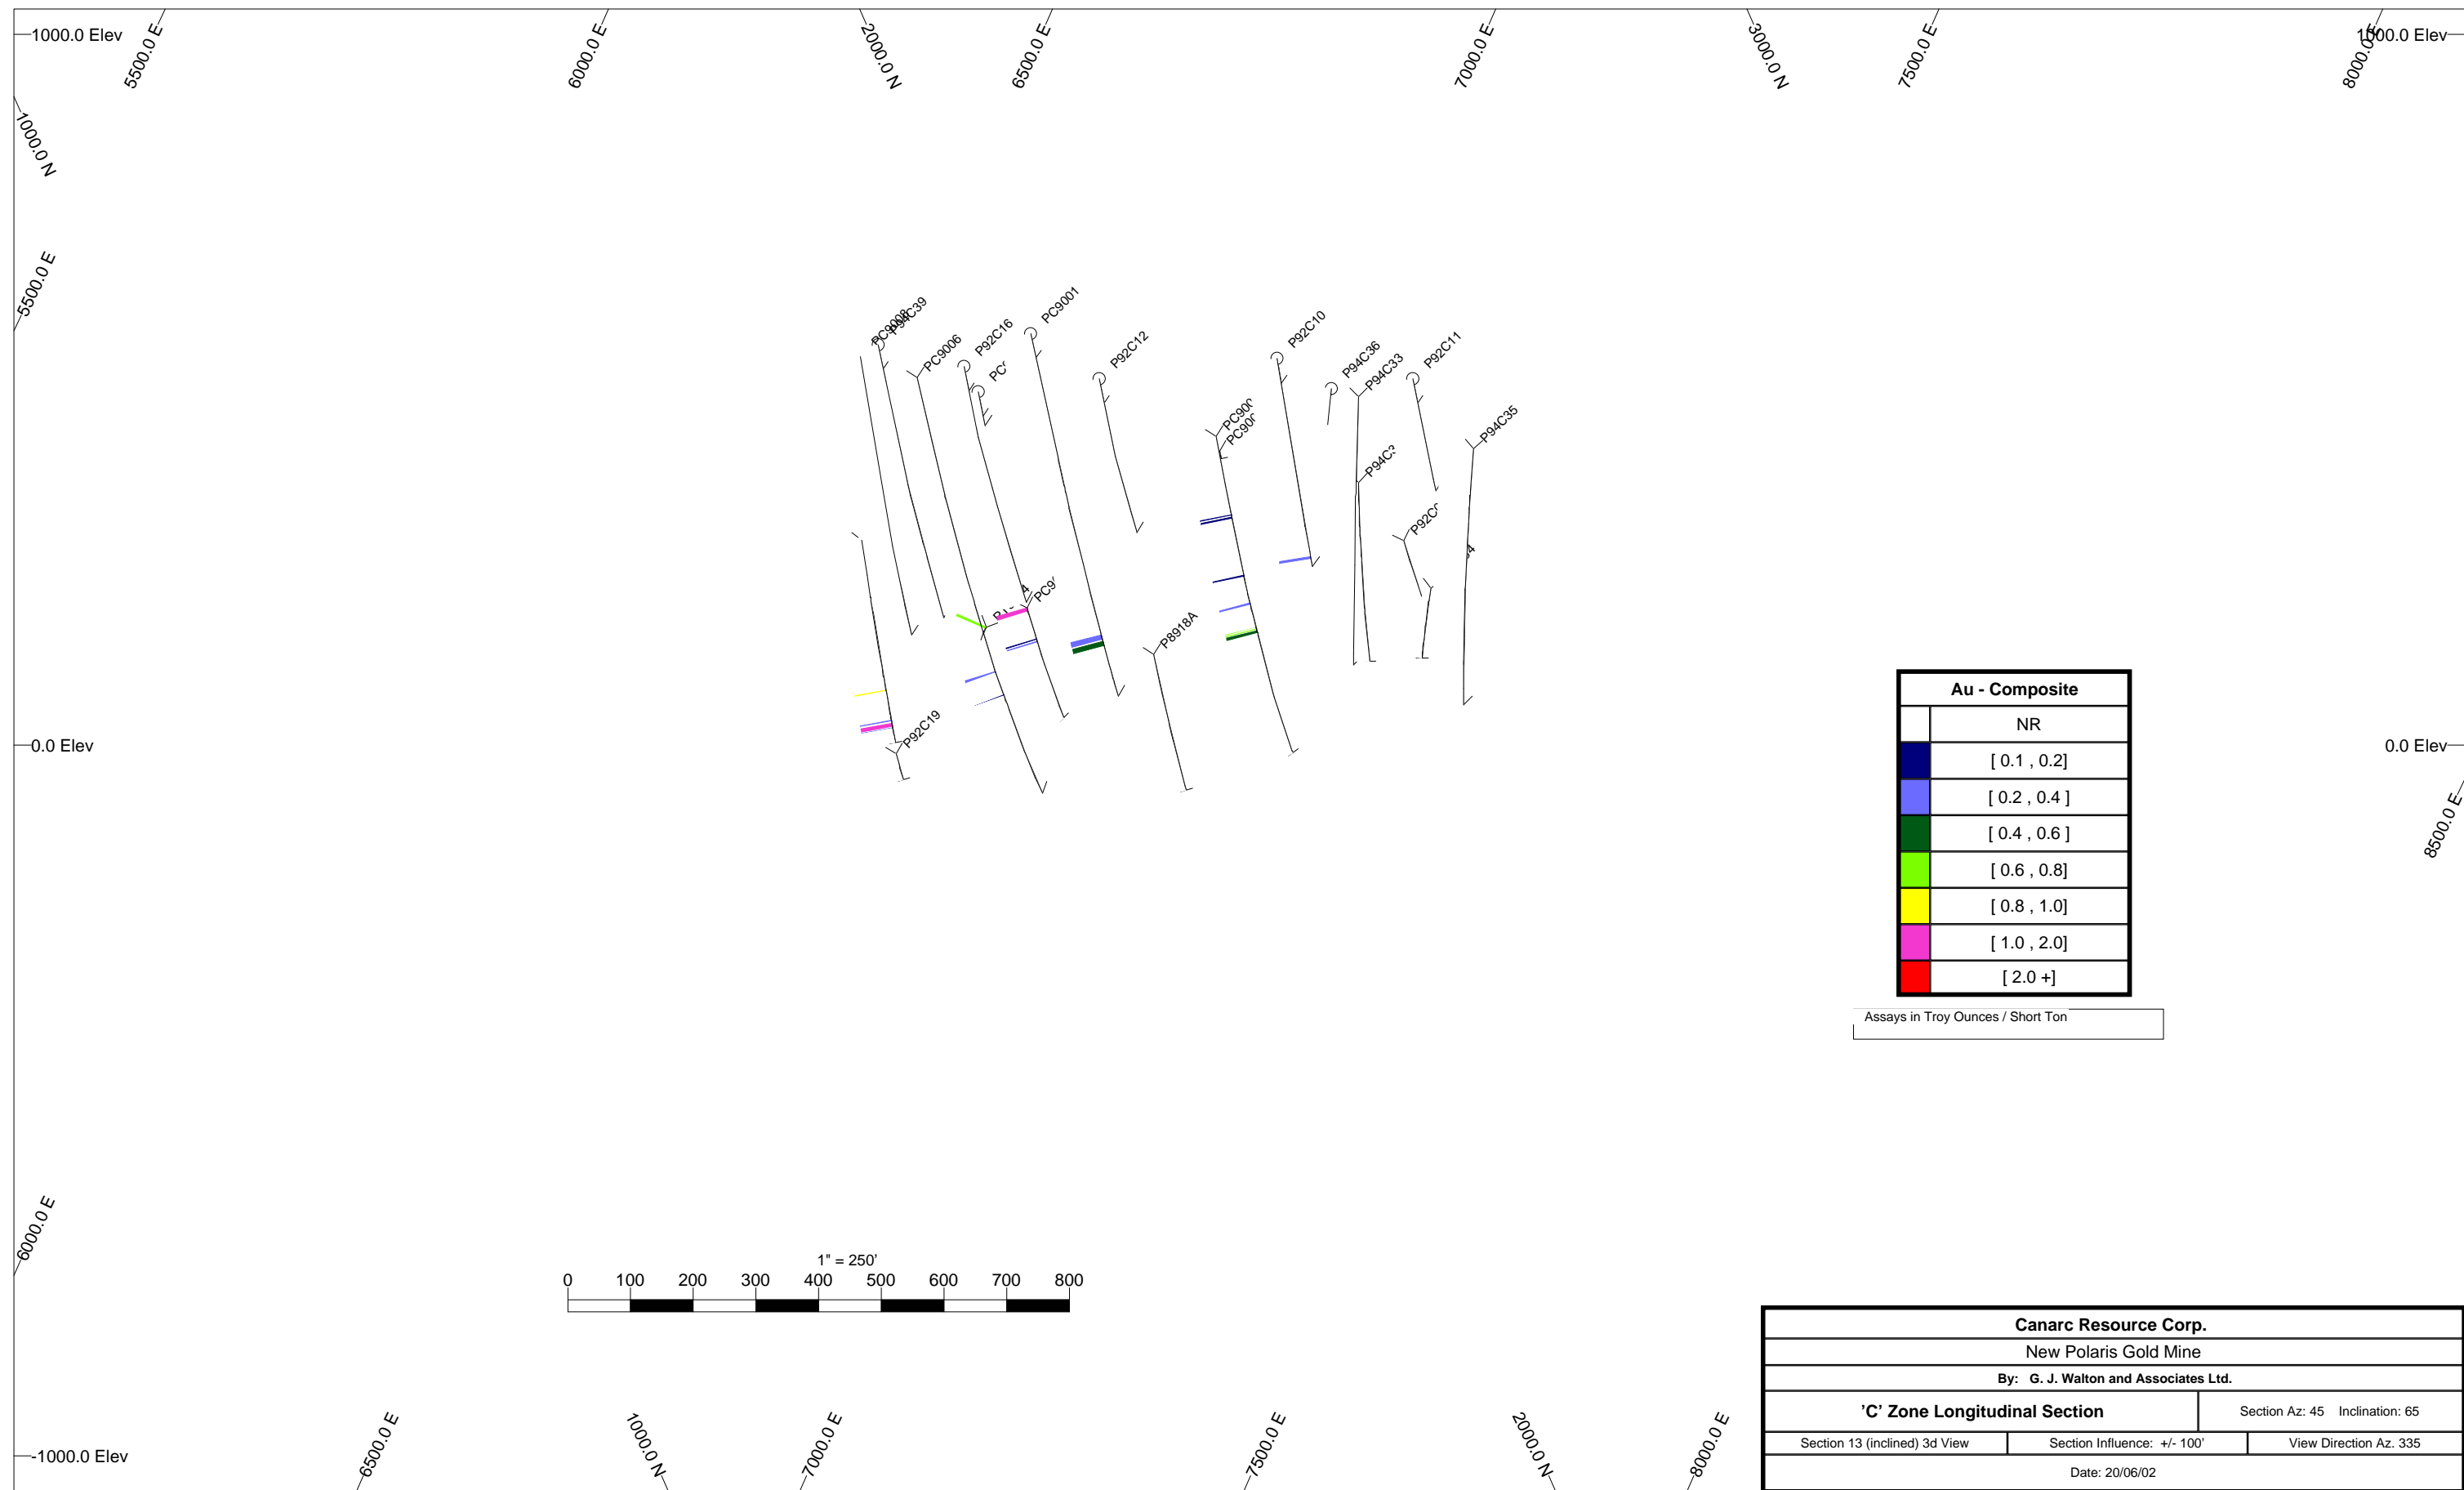 1000.0 Elev
5500.0 E
6000.0 E
2000.0 N
6500.0 E
7000.0 E
3000.0 N
7500.0 E
8000.0 E
1000.0 Elev
1000.0 N
5500.0 E
PC9008
P94C39
PC9006
P92C16
PC9001
P92C12
P92C10
P94C36
P94C33
P92C11
P94C35
P8918A
P92C19
0.0 Elev
0.0 Elev
8500.0 E
Au - Composite
NR
[ 0.1 , 0.2]
[ 0.2 , 0.4 ]
[ 0.4 , 0.6 ]
[ 0.6 , 0.8]
[ 0.8 , 1.0]
[ 1.0 , 2.0]
[ 2.0 +]
Assays in Troy Ounces / Short Ton
6000.0 E
1" = 250'
0 100 200 300 400 500 600 700 800
-1000.0 Elev
6500.0 E
1000.0 N
7000.0 E
7500.0 E
2000.0 N
8000.0 E
Canarc Resource Corp.
New Polaris Gold Mine
By: G. J. Walton and Associates Ltd.
'C' Zone Longitudinal Section
Section Az: 45 Inclination: 65
Section 13 (inclined) 3d View
Section Influence: +/- 100'
View Direction Az. 335
Date: 20/06/02